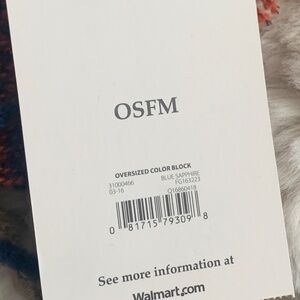 OSFM
OVERSIZED COLOR BLOCK
31000466 BLUE SAPPHIRE
03-16 FG163223
Q16860418
0 81715 79309 8
See more information at
Walmart.com